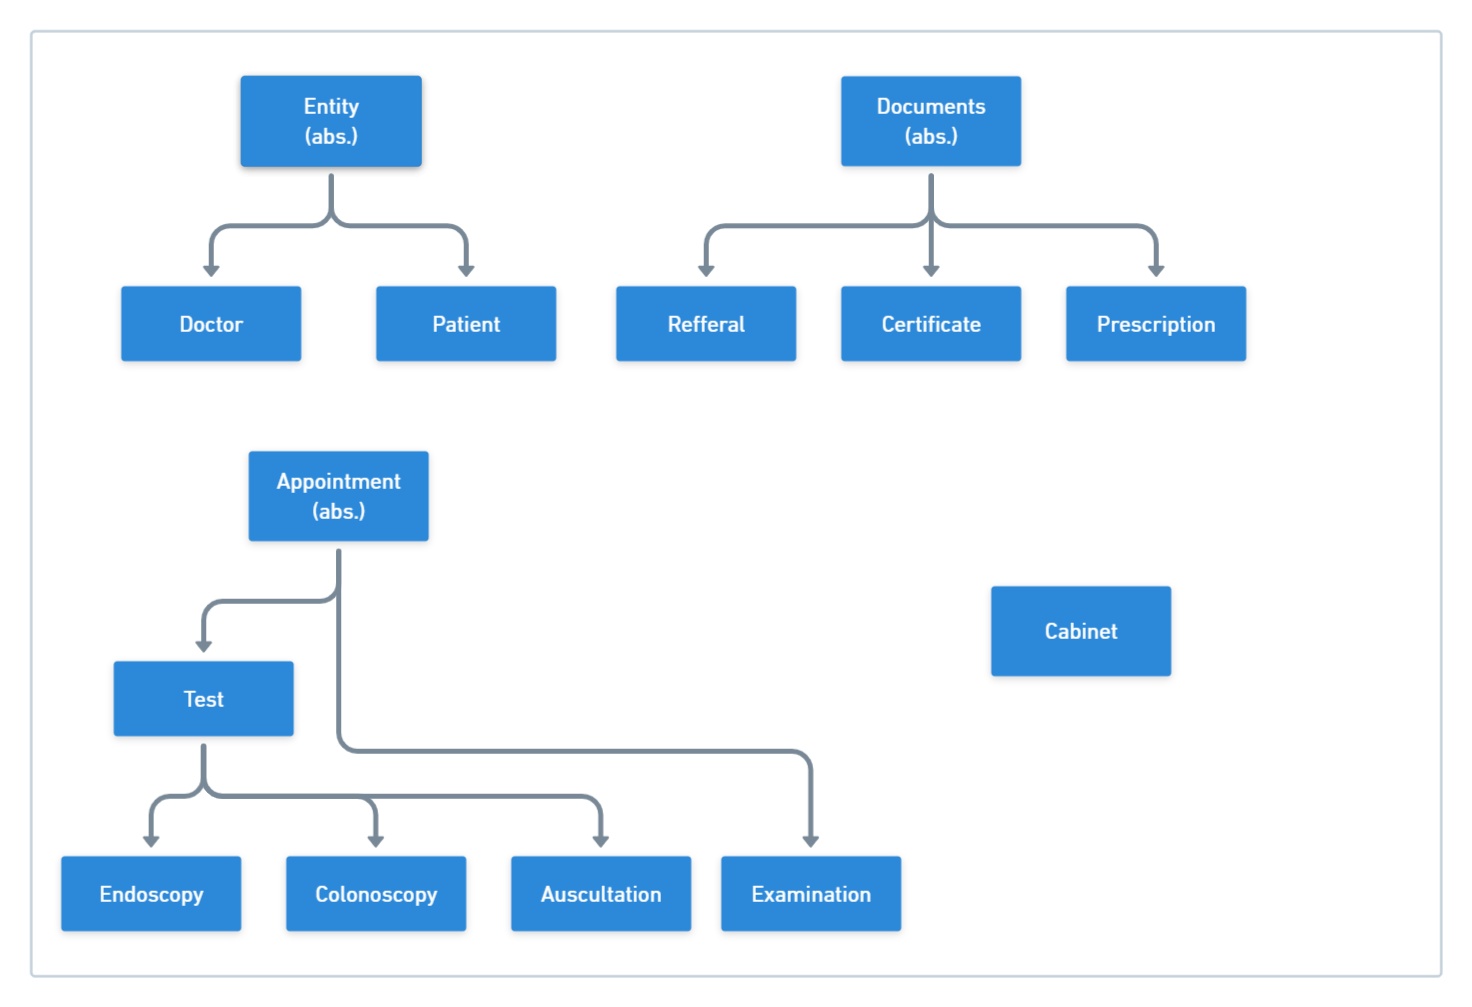 Entity
(abs.)
Documents
(abs.)
Doctor
Patient
Refferal
Certificate
Prescription
Appointment
(abs.)
Cabinet
Test
Endoscopy
Colonoscopy
Auscultation
Examination